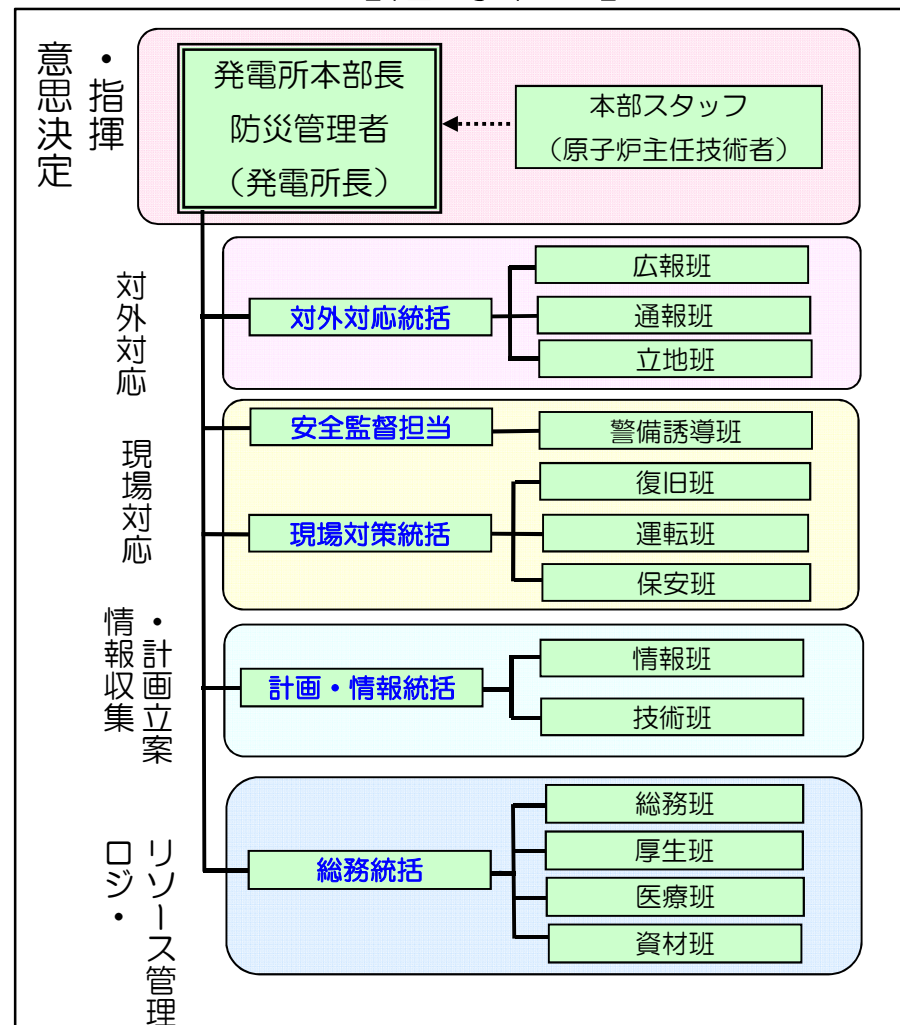 意思決定
・指揮
発電所本部長
防災管理者
（発電所長）
本部スタッフ
（原子炉主任技術者）
対外対応
対外対応統括
広報班
通報班
立地班
現場対応
安全監督担当
警備誘導班
現場対策統括
復旧班
運転班
保安班
情報収集
・計画立案
計画・情報統括
情報班
技術班
ロジ・
リソース管理
総務統括
総務班
厚生班
医療班
資材班